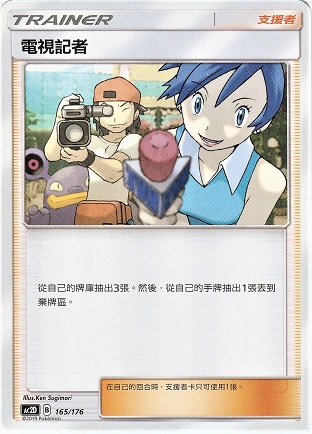 TRAINER
支援者
電視記者
從自己的牌庫抽出3張。然後，從自己的手牌抽出1張丟到
棄牌區。
Illus.Ken Sugimori
AC2D B 165/176
©2019 Pokémon
在自己的回合時，支援者卡只可使用1張。